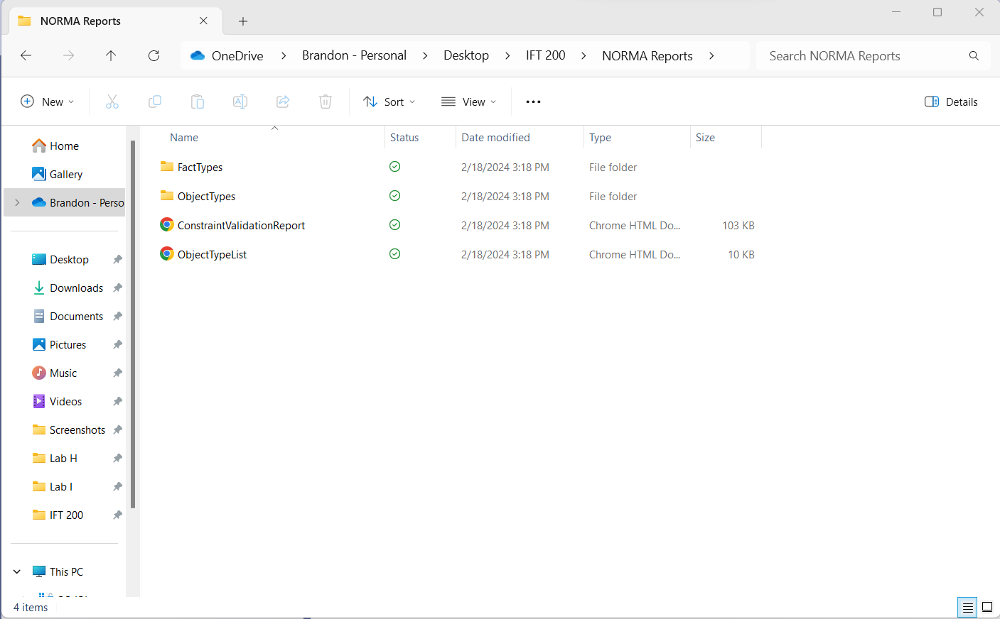 NORMA Reports
OneDrive > Brandon - Personal > Desktop > IFT 200 > NORMA Reports >
Search NORMA Reports
New
Sort
View
Details
Name Status Date modified Type Size
FactTypes 2/18/2024 3:18 PM File folder
ObjectTypes 2/18/2024 3:18 PM File folder
ConstraintValidationReport 2/18/2024 3:18 PM Chrome HTML Do... 103 KB
ObjectTypeList 2/18/2024 3:18 PM Chrome HTML Do... 10 KB
Home
Gallery
Brandon - Perso
Desktop
Downloads
Documents
Pictures
Music
Videos
Screenshots
Lab H
Lab I
IFT 200
This PC
4 items